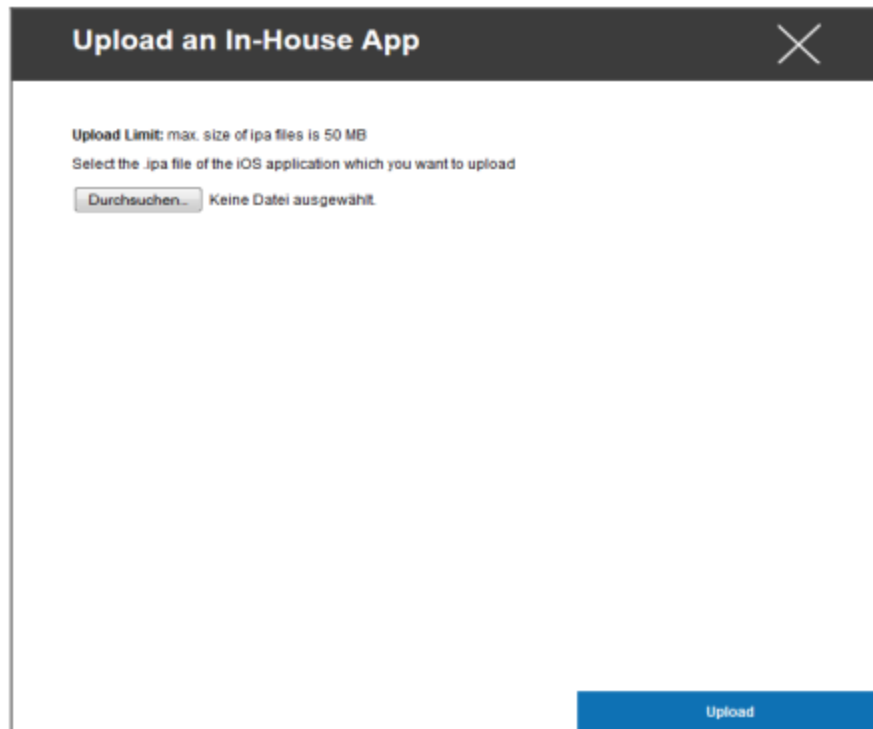 Upload an In-House App
Upload Limit: max. size of ipa files is 50 MB
Select the .ipa file of the iOS application which you want to upload
Durchsuchen... Keine Datei ausgewählt.
Upload